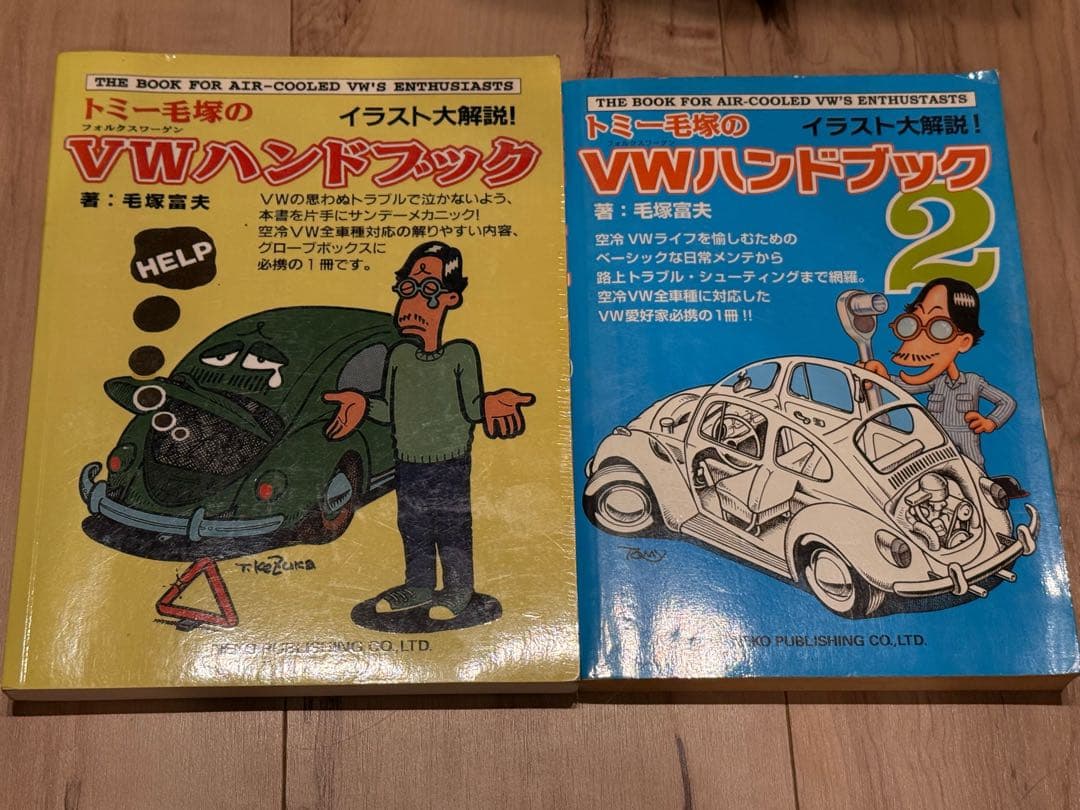 THE BOOK FOR AIR-COOLED VW'S ENTHUSIASTS
トミー毛塚の
イラスト大解説!
フォルクスワーゲン
VWハンドブック
著:毛塚富夫
VWの思わぬトラブルで泣かないよう、
本書を片手にサンデーメカニック!
空冷VW全車種対応の解りやすい内容、
グローブボックスに
必携の1冊です。
HELP
T.KEZUKA
NEKO PUBLISHING CO.,LTD.
THE BOOK FOR AIR-COOLED VW'S ENTHUSTASTS
トミー毛塚の
イラスト大解説!
フォルクスワーゲン
VWハンドブック
2
著:毛塚富夫
空冷VWライフを愉しむための
ベーシックな日常メンテから
路上トラブル・シューティングまで網羅。
空冷VW全車種に対応した
VW愛好家必携の1冊!!
TOMY
NEKO PUBLISHING CO.,LTD.